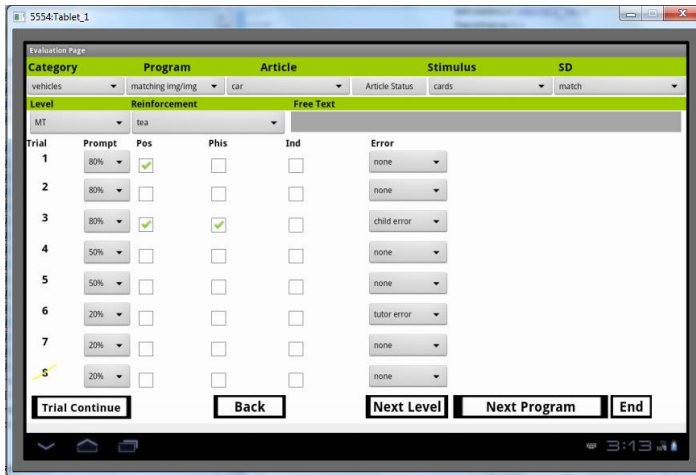 5554:Tablet_1
Evaluation Page
Category Program Article Stimulus SD
vehicles matching img/img car Article Status cards match
Level Reinforcement Free Text
MT tea
Trial Prompt Pos Phis Ind Error
1 80% none
2 80% none
3 80% child error
4 50% none
5 50% none
6 20% tutor error
7 20% none
8 20% none
Trial Continue Back Next Level Next Program End
3:13